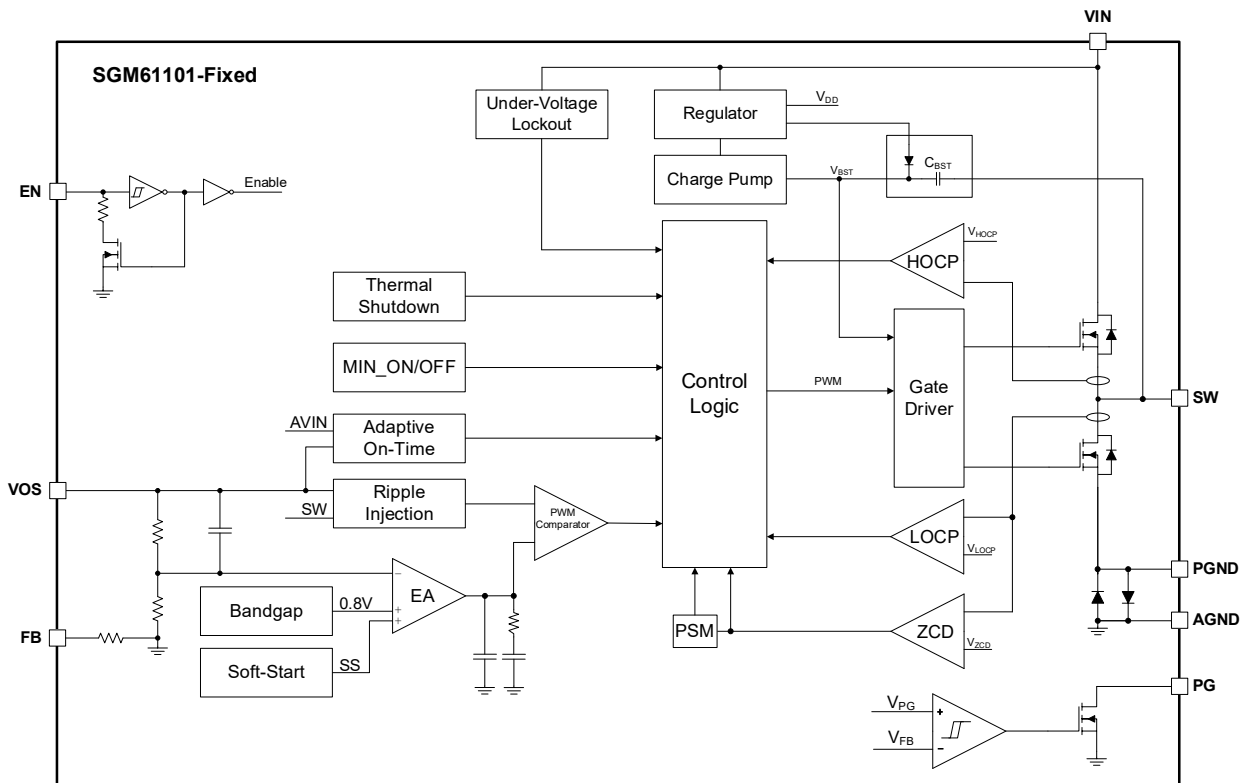 VIN
SGM61101-Fixed
Under-Voltage
Lockout
Regulator
VDD
Charge Pump
VBST
CBST
EN
Enable
HOCP
VHOCP
Thermal
Shutdown
MIN_ON/OFF
Control
Logic
PWM
Gate
Driver
SW
AVIN
Adaptive
On-Time
VOS
SW
Ripple
Injection
PWM
Comparator
LOCP
VLOCP
PGND
EA
Bandgap
0.8V
PSM
ZCD
VZCD
AGND
FB
Soft-Start
SS
PG
VPG
VFB